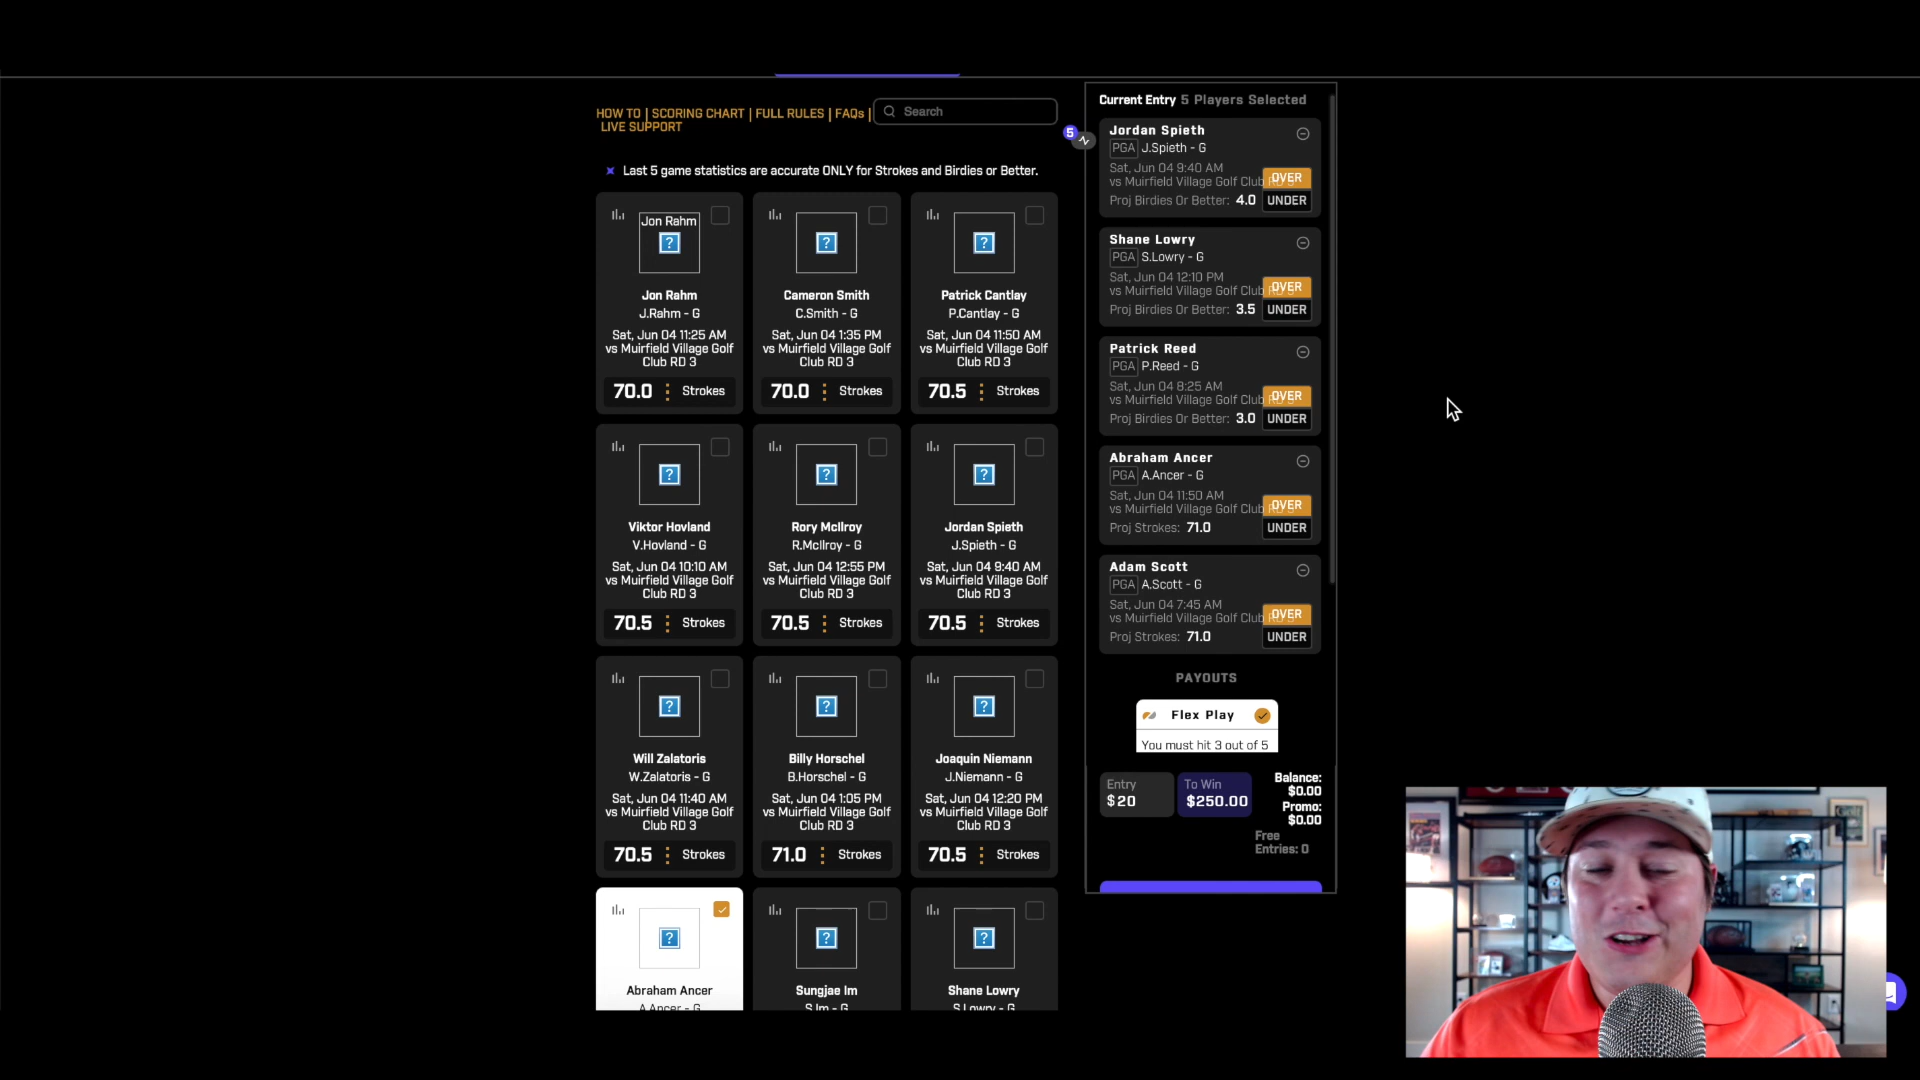 HOW TO | SCORING CHART | FULL RULES | FAQs |
LIVE SUPPORT
Search
Last 5 game statistics are accurate ONLY for Strokes and Birdies or Better.
Jon Rahm
Jon Rahm
J.Rahm - G
Sat, Jun 04 11:25 AM
vs Muirfield Village Golf
Club RD 3
70.0 Strokes
Cameron Smith
C.Smith - G
Sat, Jun 04 1:35 PM
vs Muirfield Village Golf
Club RD 3
70.0 Strokes
Patrick Cantlay
P.Cantlay - G
Sat, Jun 04 11:50 AM
vs Muirfield Village Golf
Club RD 3
70.5 Strokes
Viktor Hovland
V.Hovland - G
Sat, Jun 04 10:10 AM
vs Muirfield Village Golf
Club RD 3
70.5 Strokes
Rory McIlroy
R.McIlroy - G
Sat, Jun 04 12:55 PM
vs Muirfield Village Golf
Club RD 3
70.5 Strokes
Jordan Spieth
J.Spieth - G
Sat, Jun 04 9:40 AM
vs Muirfield Village Golf
Club RD 3
70.5 Strokes
Will Zalatoris
W.Zalatoris - G
Sat, Jun 04 11:40 AM
vs Muirfield Village Golf
Club RD 3
70.5 Strokes
Billy Horschel
B.Horschel - G
Sat, Jun 04 1:05 PM
vs Muirfield Village Golf
Club RD 3
71.0 Strokes
Joaquin Niemann
J.Niemann - G
Sat, Jun 04 12:20 PM
vs Muirfield Village Golf
Club RD 3
70.5 Strokes
Abraham Ancer
A.Ancer - G
Sungjae Im
S.Im - G
Shane Lowry
S.Lowry - G
5
Current Entry 5 Players Selected
Jordan Spieth
PGA J.Spieth - G
Sat, Jun 04 9:40 AM
vs Muirfield Village Golf Club RD 3
OVER
Proj Birdies Or Better: 4.0 UNDER
Shane Lowry
PGA S.Lowry - G
Sat, Jun 04 12:10 PM
vs Muirfield Village Golf Club RD 3
OVER
Proj Birdies Or Better: 3.5 UNDER
Patrick Reed
PGA P.Reed - G
Sat, Jun 04 8:25 AM
vs Muirfield Village Golf Club RD 3
OVER
Proj Birdies Or Better: 3.0 UNDER
Abraham Ancer
PGA A.Ancer - G
Sat, Jun 04 11:50 AM
vs Muirfield Village Golf Club RD 3
OVER
Proj Strokes: 71.0 UNDER
Adam Scott
PGA A.Scott - G
Sat, Jun 04 7:45 AM
vs Muirfield Village Golf Club RD 3
OVER
Proj Strokes: 71.0 UNDER
PAYOUTS
Flex Play
You must hit 3 out of 5
Entry
$20
To Win
$250.00
Balance:
$0.00
Promo:
$0.00
Free
Entries: 0